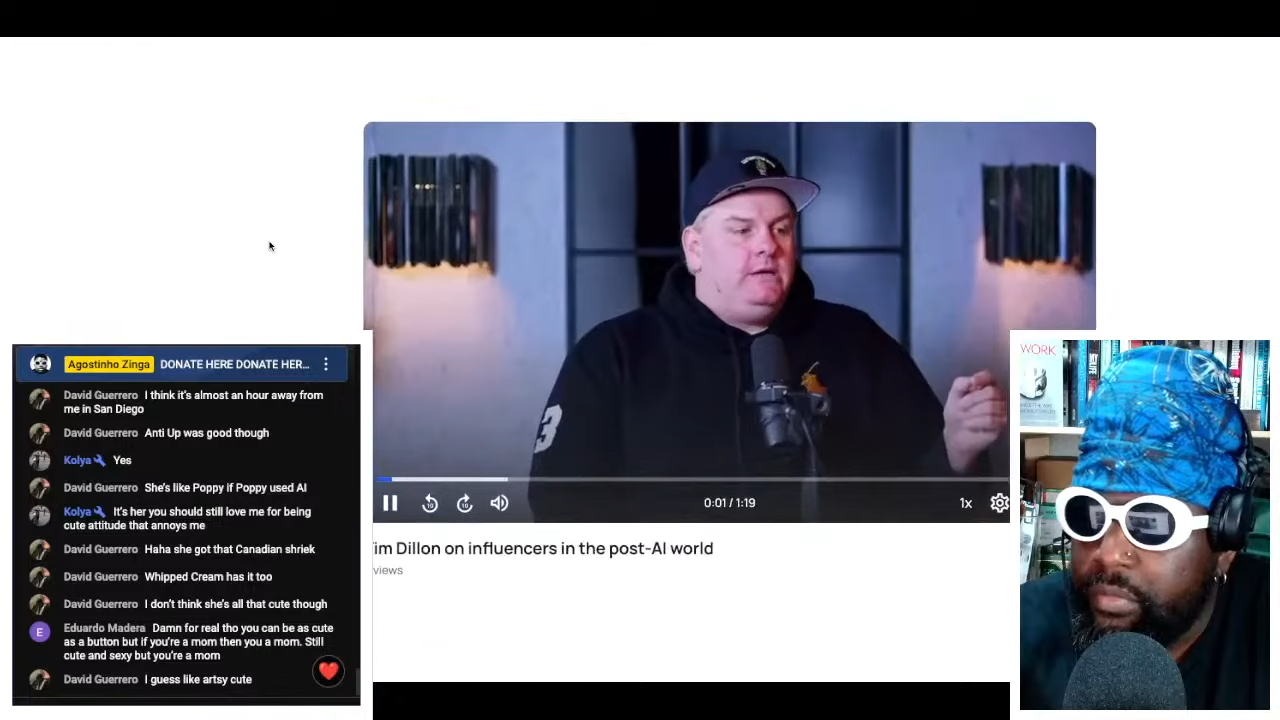 Agostinho Zinga DONATE HERE DONATE HER...
David Guerrero I think it's almost an hour away from
me in San Diego
David Guerrero Anti Up was good though
Kolya Yes
David Guerrero She's like Poppy if Poppy used AI
Kolya It's her you should still love me for being
cute attitude that annoys me
David Guerrero Haha she got that Canadian shriek
David Guerrero Whipped Cream has it too
David Guerrero I don't think she's all that cute though
E
Eduardo Madera Damn for real tho you can be as cute
as a button but if you're a mom then you a mom. Still
cute and sexy but you're a mom
David Guerrero I guess like artsy cute
3
10
10
0:01 / 1:19
1x
im Dillon on influencers in the post-AI world
views
WORK